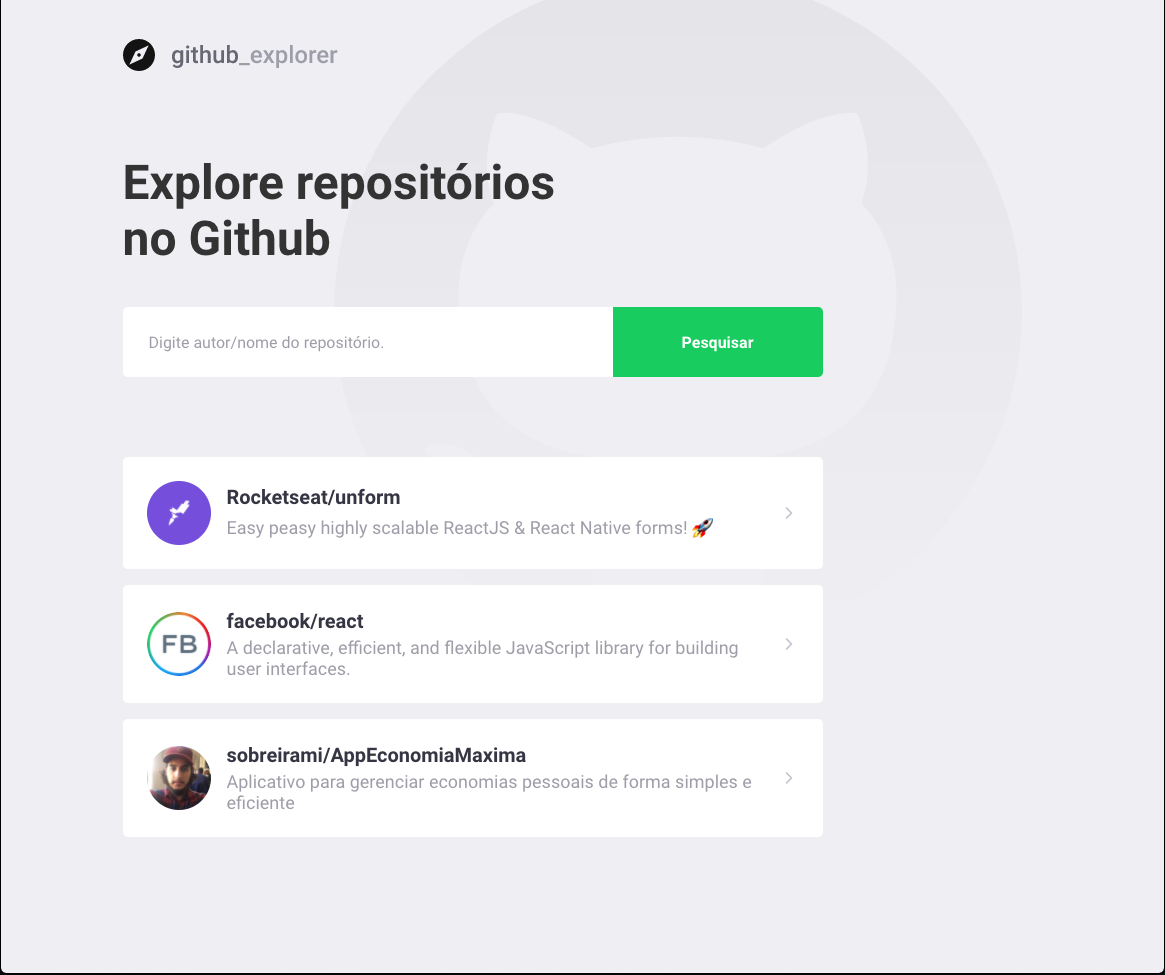 github_explorer
Explore repositórios
no Github
Digite autor/nome do repositório.
Pesquisar
Rocketseat/unform
Easy peasy highly scalable ReactJS & React Native forms! 🚀
FB
facebook/react
A declarative, efficient, and flexible JavaScript library for building
user interfaces.
sobreirami/AppEconomiaMaxima
Aplicativo para gerenciar economias pessoais de forma simples e
eficiente